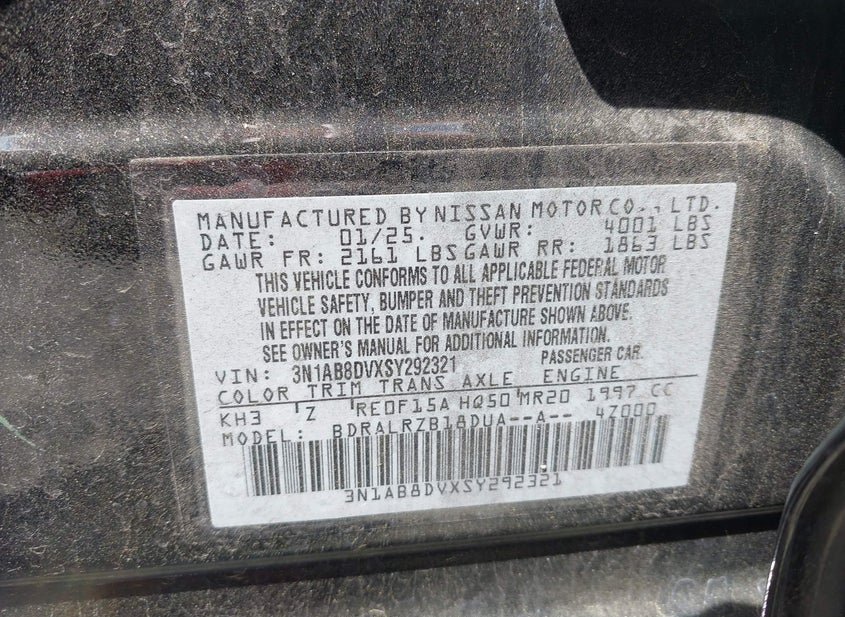 MANUFACTURED BY NISSAN MOTOR CO., LTD.
DATE: 01/25. GVWR: 4001 LBS
GAWR FR: 2161 LBS GAWR RR: 1863 LBS
THIS VEHICLE CONFORMS TO ALL APPLICABLE FEDERAL MOTOR
VEHICLE SAFETY, BUMPER AND THEFT PREVENTION STANDARDS
IN EFFECT ON THE DATE OF MANUFACTURE SHOWN ABOVE.
SEE OWNER'S MANUAL FOR ADDITIONAL INFORMATION.
VIN: 3N1AB8DVXSY292321 PASSENGER CAR.
COLOR TRIM TRANS AXLE ENGINE
KH3 Z RE0F15A HQ50 MR20 1997 CC
MODEL: BDRALRZB18DUA--A-- 4Z000
3N1AB8DVXSY292321